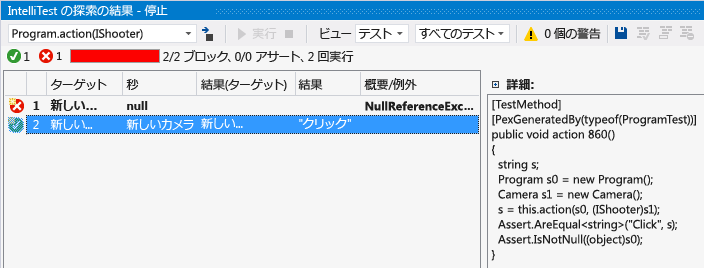 IntelliTest の探索の結果 - 停止
Program.action(IShooter) 実行 ビュー テスト すべてのテスト 0 個の警告
1 1 2/2 ブロック, 0/0 アサート, 2 回実行
ターゲット 秒 結果(ターゲット) 結果 概要/例外
1 新しい... null NullReferenceExc...
2 新しい... 新しいカメラ 新しい... "クリック"
詳細:
[TestMethod]
[PexGeneratedBy(typeof(ProgramTest))]
public void action 860()
{
string s;
Program s0 = new Program();
Camera s1 = new Camera();
s = this.action(s0, (IShooter)s1);
Assert.AreEqual<string>("Click", s);
Assert.IsNotNull((object)s0);
}